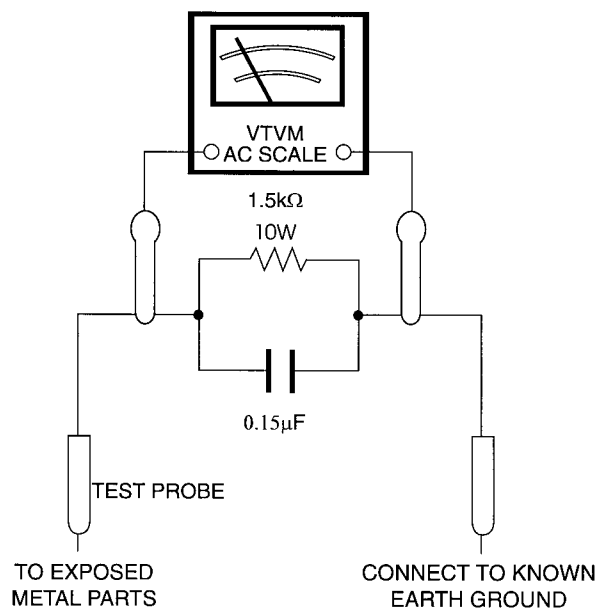 VTVM
AC SCALE
1.5kΩ
10W
0.15µF
TEST PROBE
TO EXPOSED
METAL PARTS
CONNECT TO KNOWN
EARTH GROUND